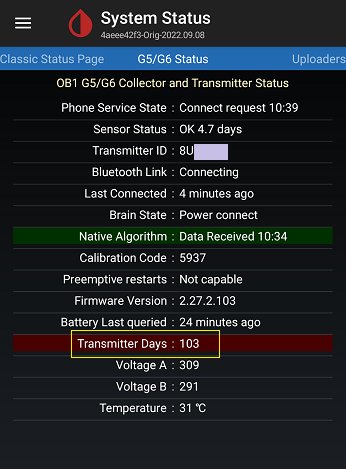 System Status
4aeee42f3-Orig-2022.09.08
Classic Status Page G5/G6 Status Uploaders
OB1 G5/G6 Collector and Transmitter Status
Phone Service State : Connect request 10:39
Sensor Status : OK 4.7 days
Transmitter ID : 8U
Bluetooth Link : Connecting
Last Connected : 4 minutes ago
Brain State : Power connect
Native Algorithm : Data Received 10:34
Calibration Code : 5937
Preemptive restarts : Not capable
Firmware Version : 2.27.2.103
Battery Last queried : 24 minutes ago
Transmitter Days : 103
Voltage A : 309
Voltage B : 291
Temperature : 31 ℃